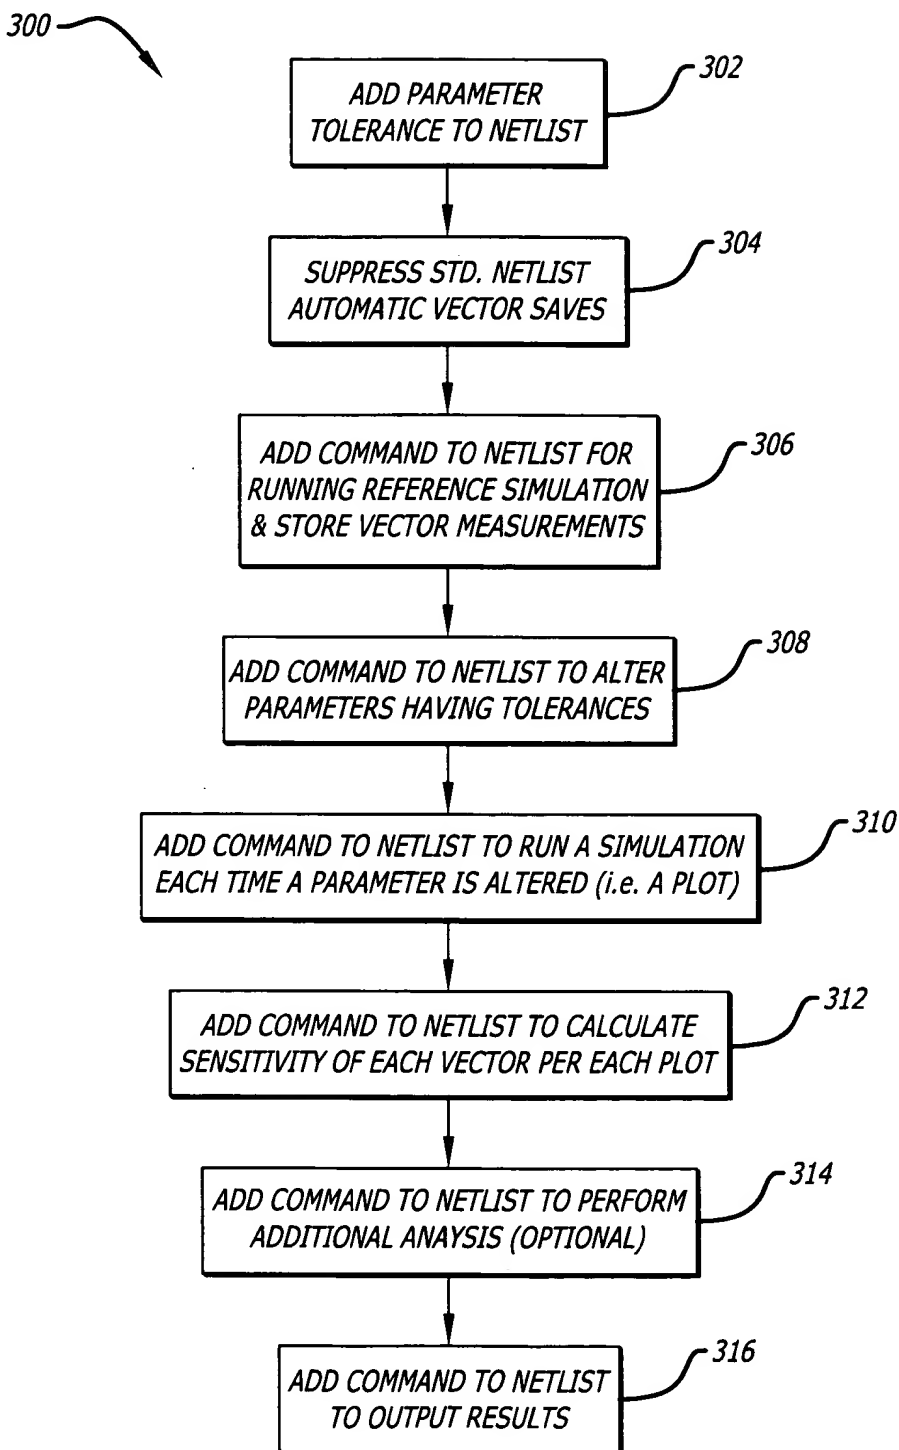 300
302
ADD PARAMETER
TOLERANCE TO NETLIST
304
SUPPRESS STD. NETLIST
AUTOMATIC VECTOR SAVES
306
ADD COMMAND TO NETLIST FOR
RUNNING REFERENCE SIMULATION
& STORE VECTOR MEASUREMENTS
308
ADD COMMAND TO NETLIST TO ALTER
PARAMETERS HAVING TOLERANCES
310
ADD COMMAND TO NETLIST TO RUN A SIMULATION
EACH TIME A PARAMETER IS ALTERED (i.e. A PLOT)
312
ADD COMMAND TO NETLIST TO CALCULATE
SENSITIVITY OF EACH VECTOR PER EACH PLOT
314
ADD COMMAND TO NETLIST TO PERFORM
ADDITIONAL ANAYSIS (OPTIONAL)
316
ADD COMMAND TO NETLIST
TO OUTPUT RESULTS